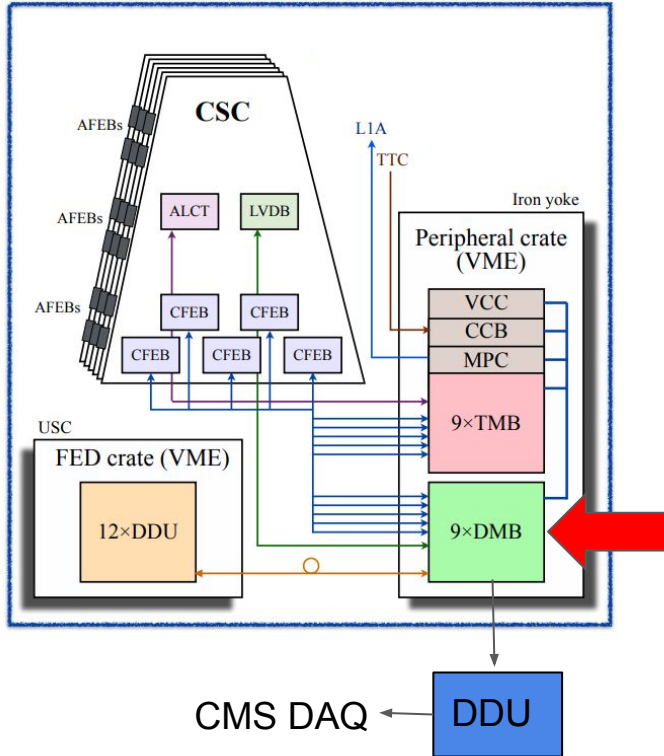 CSC
AFEBs
AFEBs
AFEBs
ALCT
LVDB
CFEB
CFEB
CFEB
CFEB
CFEB
L1A
TTC
Iron yoke
Peripheral crate
(VME)
VCC
CCB
MPC
9×TMB
9×DMB
USC
FED crate (VME)
12×DDU
CMS DAQ
DDU